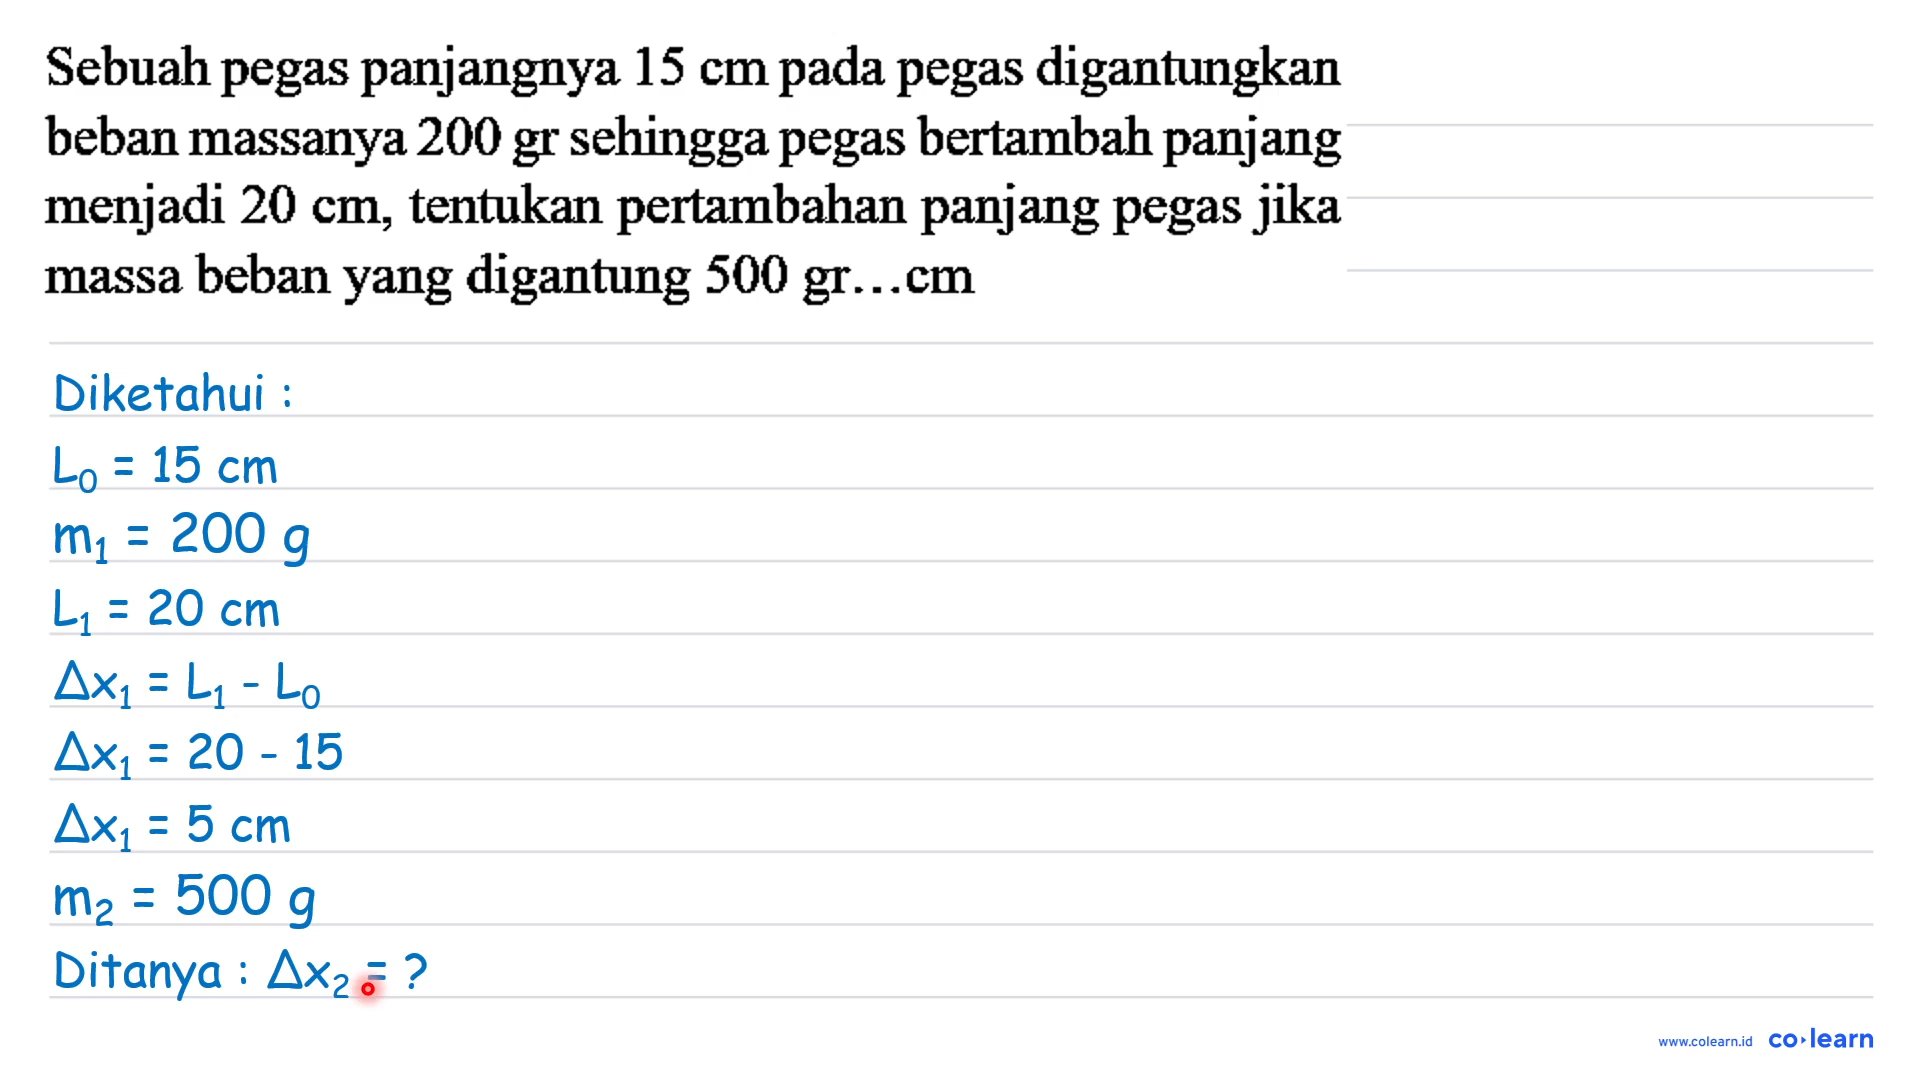 Sebuah pegas panjangnya 15 cm pada pegas digantungkan
beban massanya 200 gr sehingga pegas bertambah panjang
menjadi 20 cm, tentukan pertambahan panjang pegas jika
massa beban yang digantung 500 gr...cm
Diketahui :
L₀ = 15 cm
m₁ = 200 g
L₁ = 20 cm
Δx₁ = L₁ - L₀
Δx₁ = 20 - 15
Δx₁ = 5 cm
m₂ = 500 g
Ditanya : Δx₂ = ?
www.colearn.id co learn